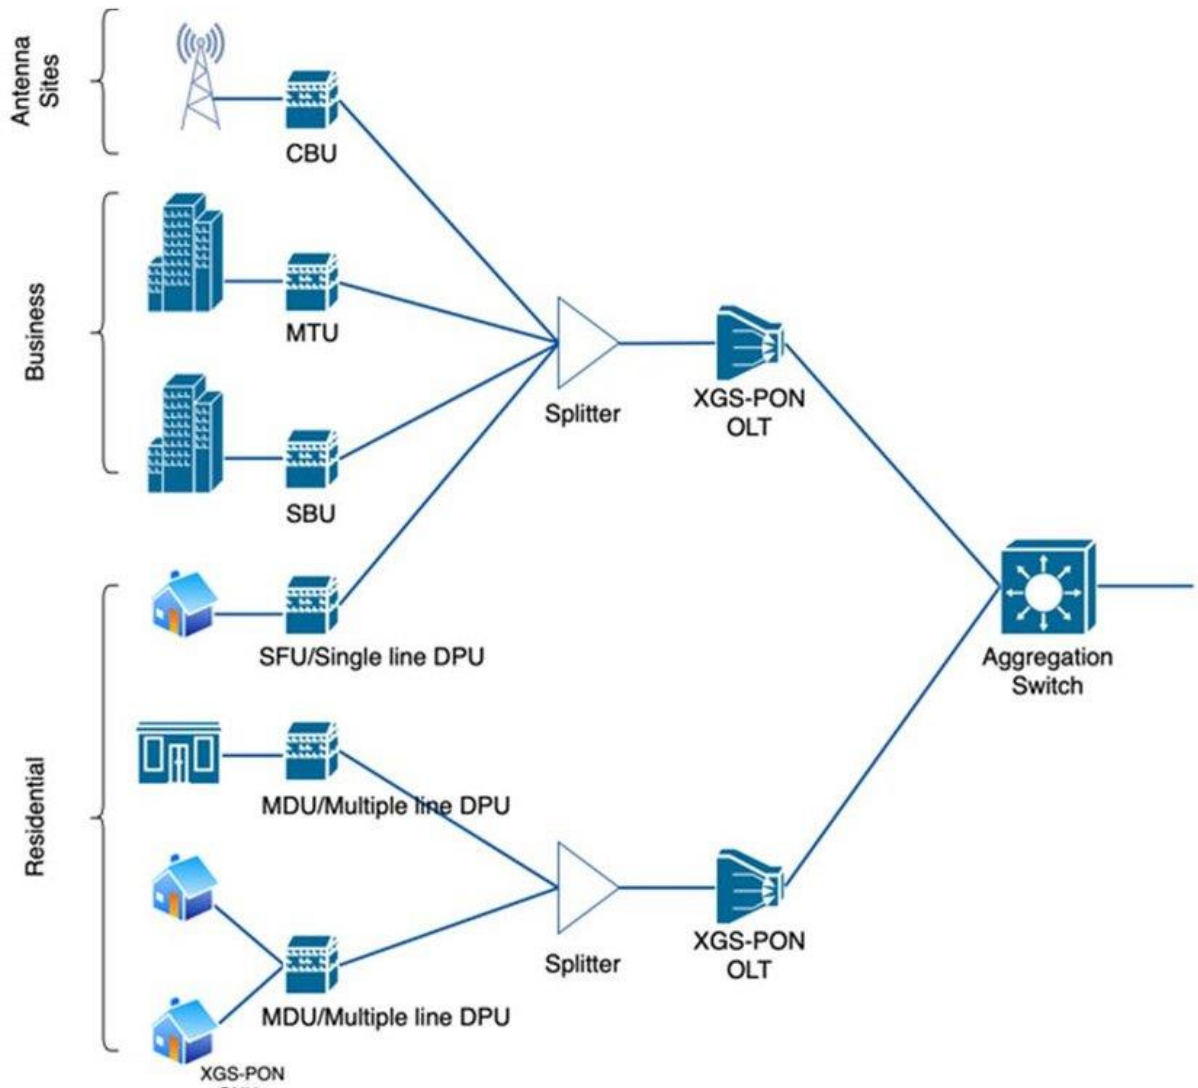 Antenna
Sites
CBU
Business
MTU
SBU
Splitter
XGS-PON
OLT
SFU/Single line DPU
Aggregation
Switch
Residential
MDU/Multiple line DPU
Splitter
XGS-PON
OLT
MDU/Multiple line DPU
XGS-PON